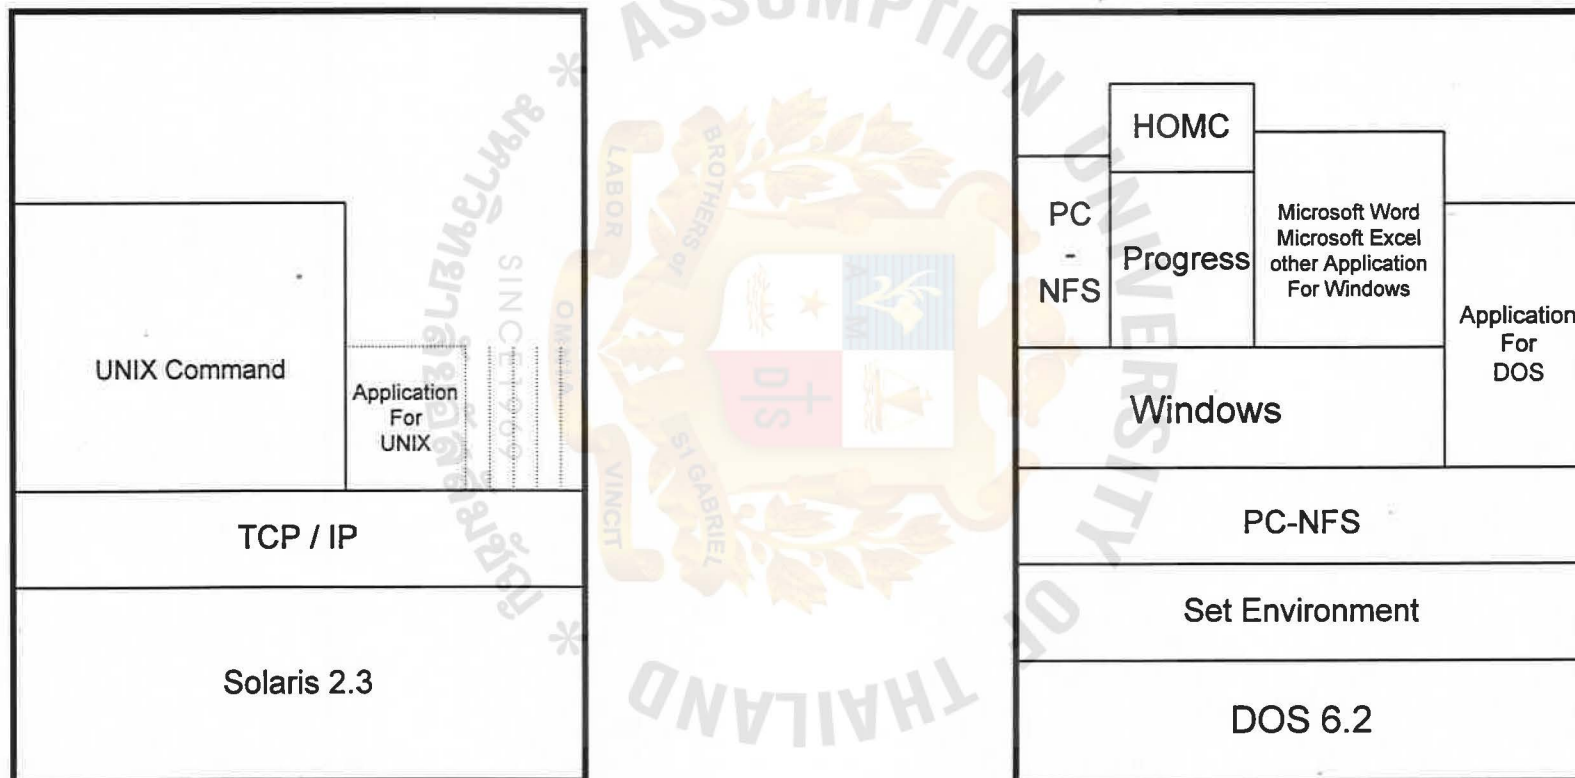 UNIX Command
Application
For
UNIX
TCP / IP
Solaris 2.3
HOMC
PC
-
NFS
Progress
Microsoft Word
Microsoft Excel
other Application
For Windows
Application
For
DOS
Windows
PC-NFS
Set Environment
DOS 6.2
ASSUMPTION UNIVERSITY OF THAILAND
SINCE1969
LABOR
OMNIA
VINCIT
BROTHERS OF
ST GABRIEL
D S
A M